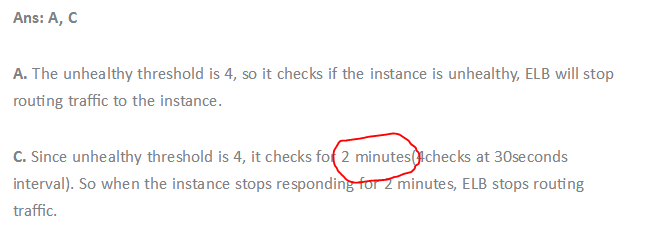 Ans: A, C
A. The unhealthy threshold is 4, so it checks if the instance is unhealthy, ELB will stop
routing traffic to the instance.
C. Since unhealthy threshold is 4, it checks for 2 minutes(4checks at 30seconds
interval). So when the instance stops responding for 2 minutes, ELB stops routing
traffic.